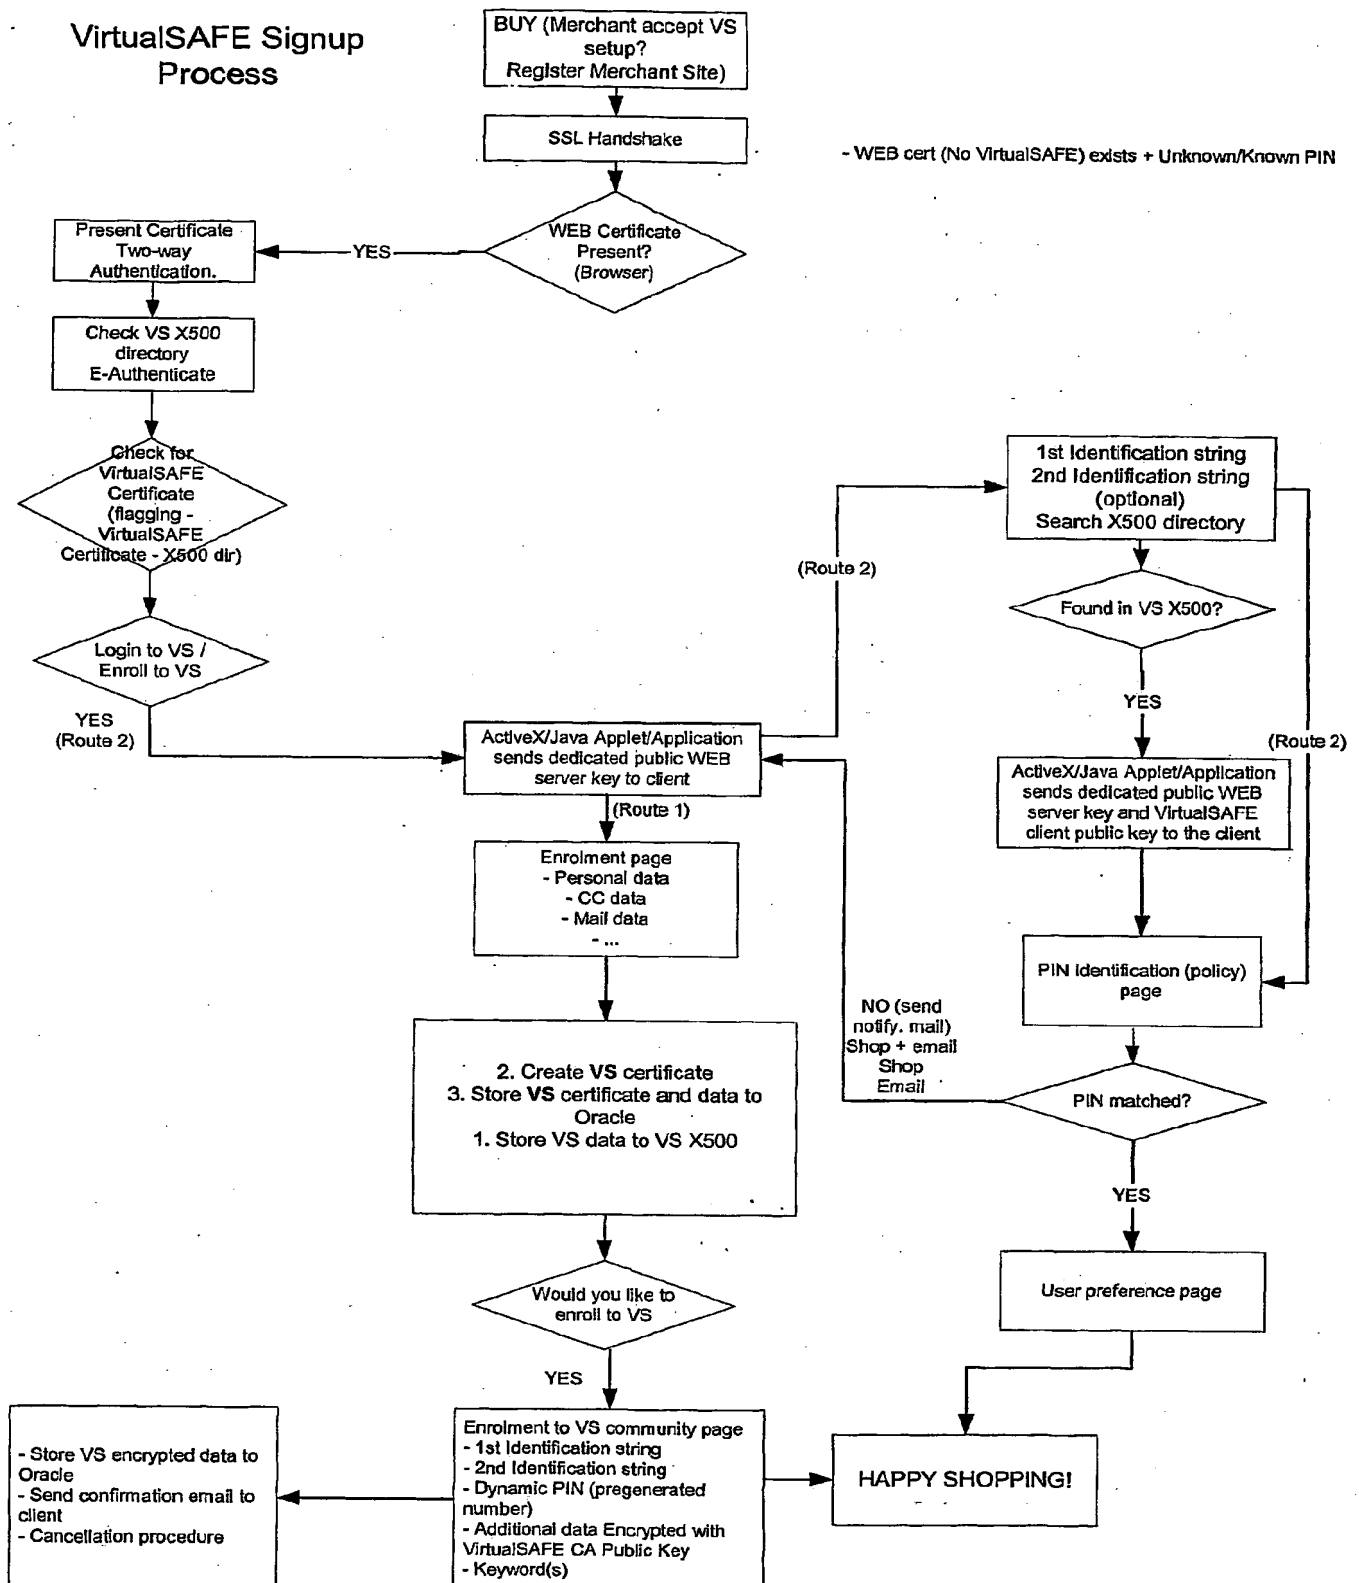 VirtualSAFE Signup
Process
BUY (Merchant accept VS
setup?
Register Merchant Site)
SSL Handshake
- WEB cert (No VirtualSAFE) exists + Unknown/Known PIN
WEB Certificate
Present?
(Browser)
YES
Present Certificate
Two-way
Authentication.
Check VS X500
directory
E-Authenticate
Check for
VirtualSAFE
Certificate
(flagging -
VirtualSAFE
Certificate - X500 dir)
Login to VS /
Enroll to VS
YES
(Route 2)
ActiveX/Java Applet/Application
sends dedicated public WEB
server key to client
(Route 2)
1st Identification string
2nd Identification string
(optional)
Search X500 directory
Found in VS X500?
YES
(Route 2)
ActiveX/Java Applet/Application
sends dedicated public WEB
server key and VirtualSAFE
client public key to the client
PIN Identification (policy)
page
PIN matched?
NO (send
notify. mail)
Shop + email
Shop
Email
YES
User preference page
(Route 1)
Enrolment page
- Personal data
- CC data
- Mail data
- ...
2. Create VS certificate
3. Store VS certificate and data to
Oracle
1. Store VS data to VS X500
Would you like to
enroll to VS
YES
Enrolment to VS community page
- 1st Identification string
- 2nd Identification string
- Dynamic PIN (pregenerated
number)
- Additional data Encrypted with
VirtualSAFE CA Public Key
- Keyword(s)
- Store VS encrypted data to
Oracle
- Send confirmation email to
client
- Cancellation procedure
HAPPY SHOPPING!